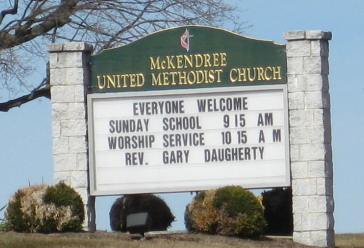 McKENDREE
UNITED METHODIST CHURCH
EVERYONE WELCOME
SUNDAY SCHOOL 9 15 AM
WORSHIP SERVICE 10 15 A M
REV. GARY DAUGHERTY